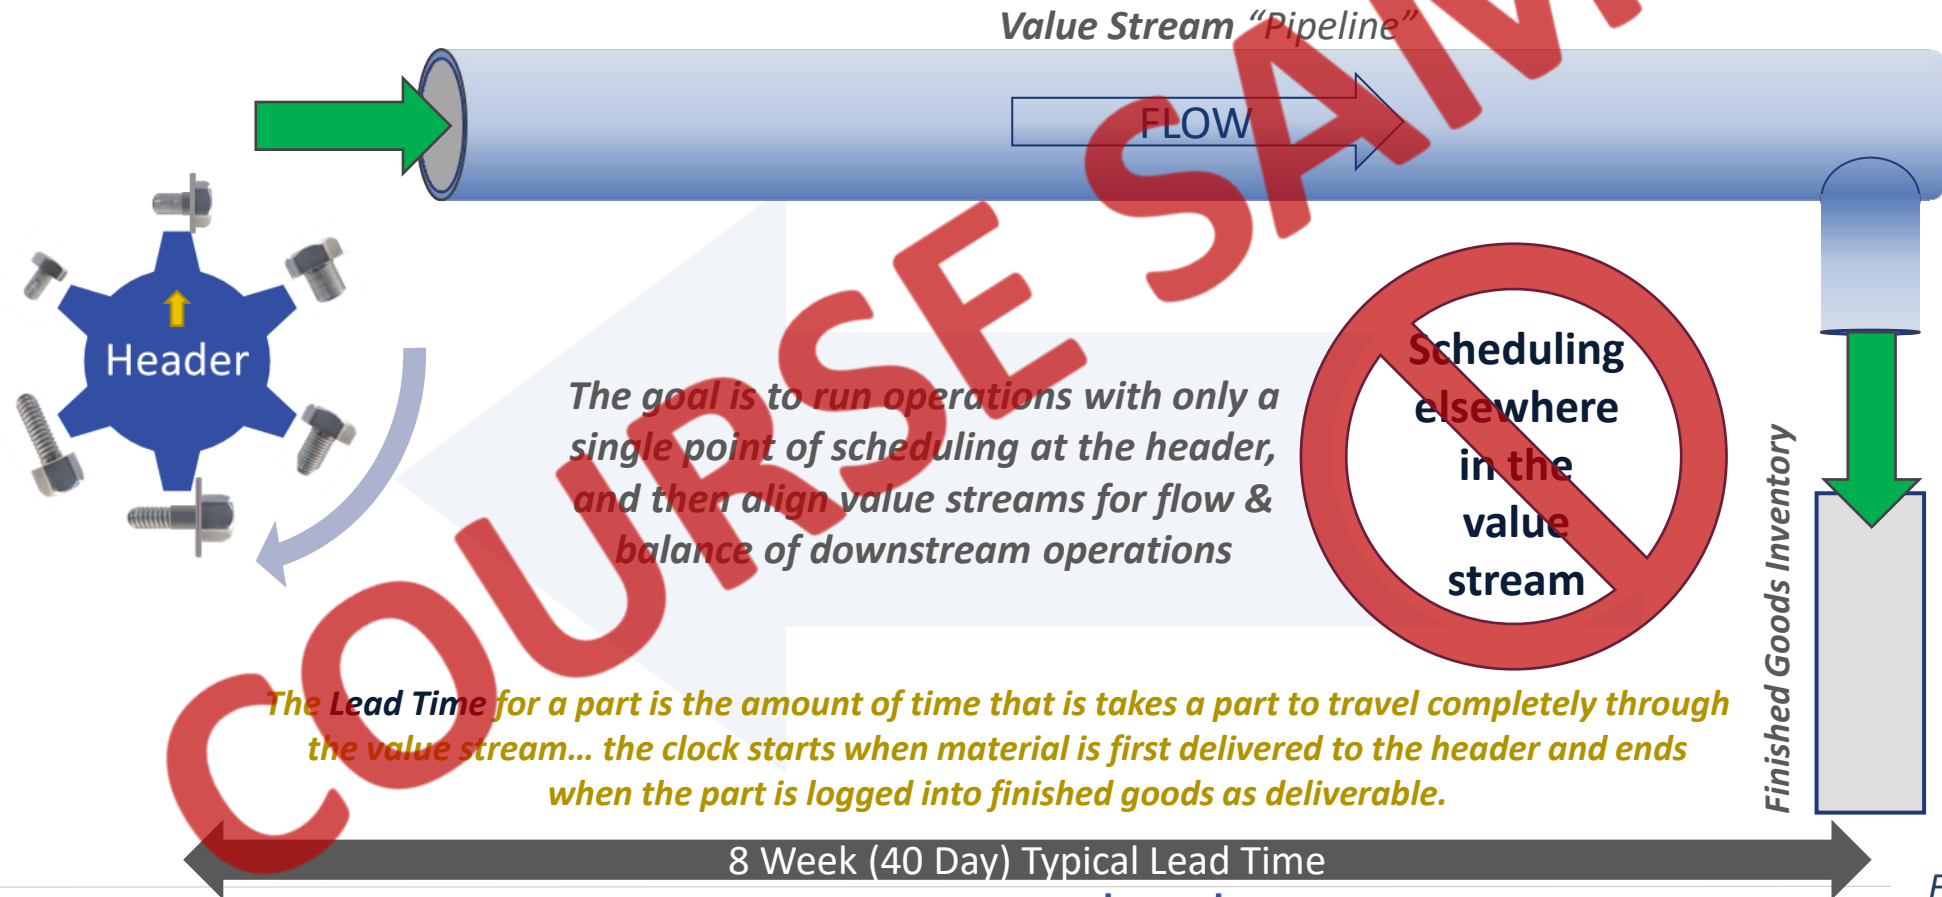 Value Stream "Pipeline"
FLOW
Header
The goal is to run operations with only a
single point of scheduling at the header,
and then align value streams for flow &
balance of downstream operations
Scheduling
elsewhere
in the
value
stream
Finished Goods Inventory
The Lead Time for a part is the amount of time that is takes a part to travel completely through
the value stream... the clock starts when material is first delivered to the header and ends
when the part is logged into finished goods as deliverable.
8 Week (40 Day) Typical Lead Time
COURSE SAM